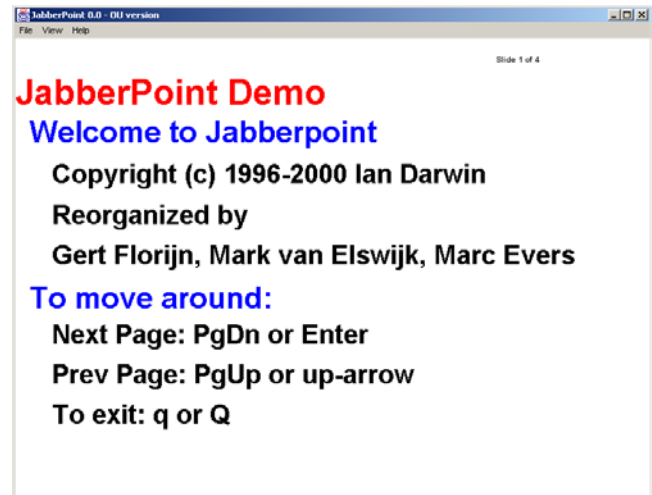 JabberPoint 0.0 - OU version
File View Help
Slide 1 of 4
JabberPoint Demo
Welcome to Jabberpoint
Copyright (c) 1996-2000 Ian Darwin
Reorganized by
Gert Florijn, Mark van Elswijk, Marc Evers
To move around:
Next Page: PgDn or Enter
Prev Page: PgUp or up-arrow
To exit: q or Q